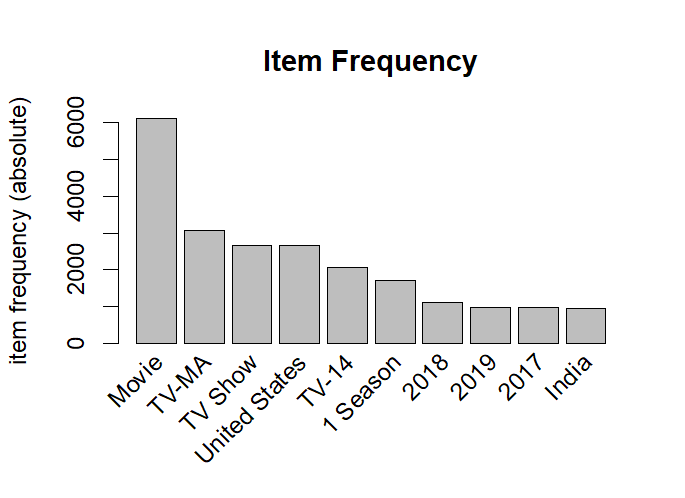 Item Frequency
item frequency (absolute)
6000
4000
2000
0
Movie
TV-MA
TV Show
United States
TV-14
1 Season
2018
2019
2017
India